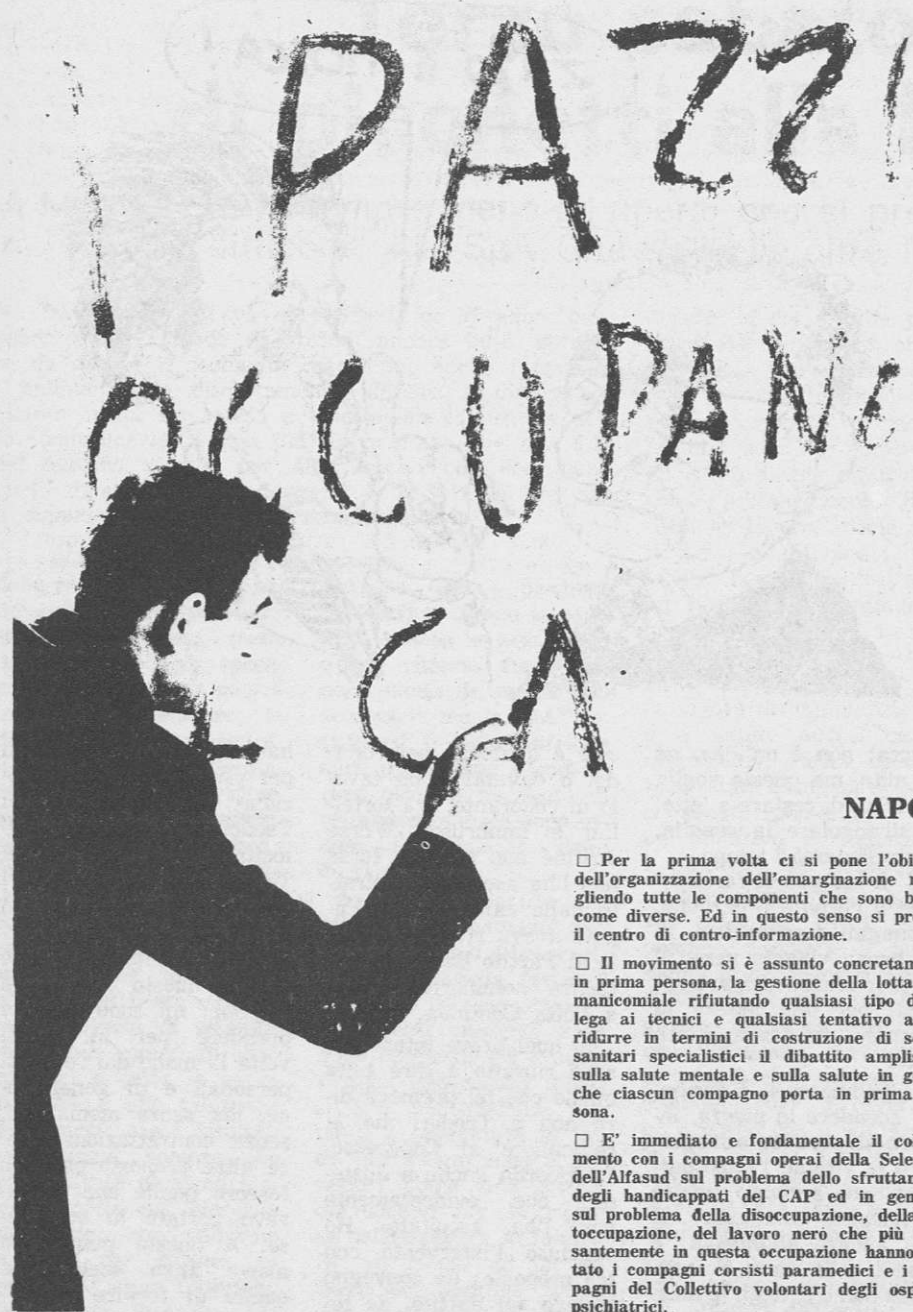 I PAZZI
OCCUPANO
CA
NAPO
□ Per la prima volta ci si pone l'obi
dell'organizzazione dell'emarginazione r
gliendo tutte le componenti che sono b
come diverse. Ed in questo senso si pr
il centro di contro-informazione.
□ Il movimento si è assunto concretan
in prima persona, la gestione della lotta
manicomiale rifiutando qualsiasi tipo d
lega ai tecnici e qualsiasi tentativo a
ridurre in termini di costruzione di s
sanitari specialistici il dibattito ampli
sulla salute mentale e sulla salute in g
che ciascun compagno porta in prima
sona.
□ E' immediato e fondamentale il co
mento con i compagni operai della Sele
dell'Alfasud sul problema dello sfruttar
degli handicappati del CAP ed in gen
sul problema della disoccupazione, della
toccupazione, del lavoro nero che più
santemente in questa occupazione hanno
tato i compagni corsisti paramedici e i
pagni del Collettivo volontari degli osp
psichiatrici.